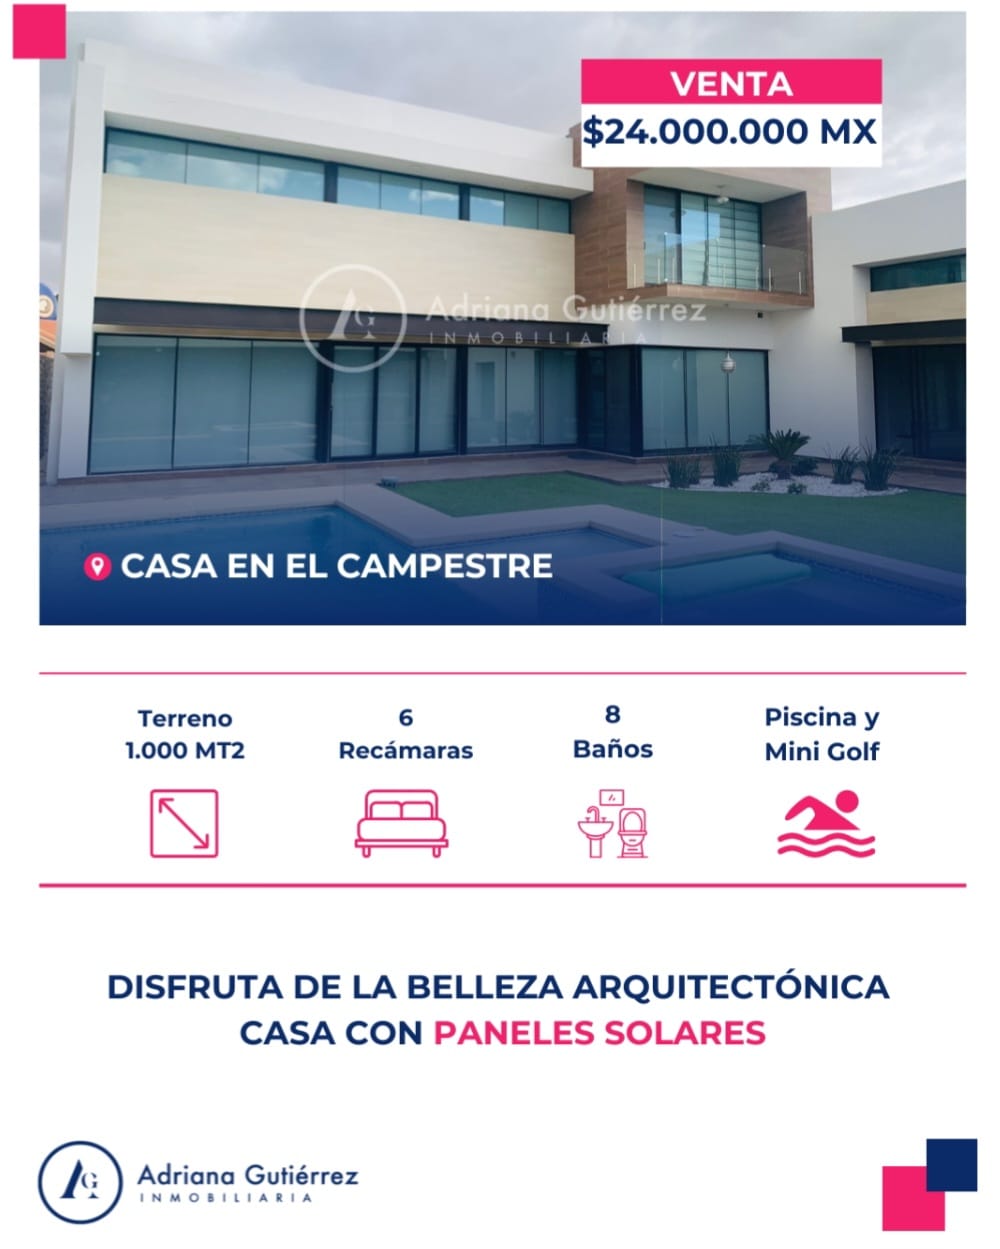 VENTA
$24.000.000 MX
AG
Adriana Gutiérrez
INMOBILIARIA
CASA EN EL CAMPESTRE
Terreno
1.000 MT2
6
Recámaras
8
Baños
Piscina y
Mini Golf
DISFRUTA DE LA BELLEZA ARQUITECTÓNICA
CASA CON PANELES SOLARES
AG
Adriana Gutiérrez
INMOBILIARIA